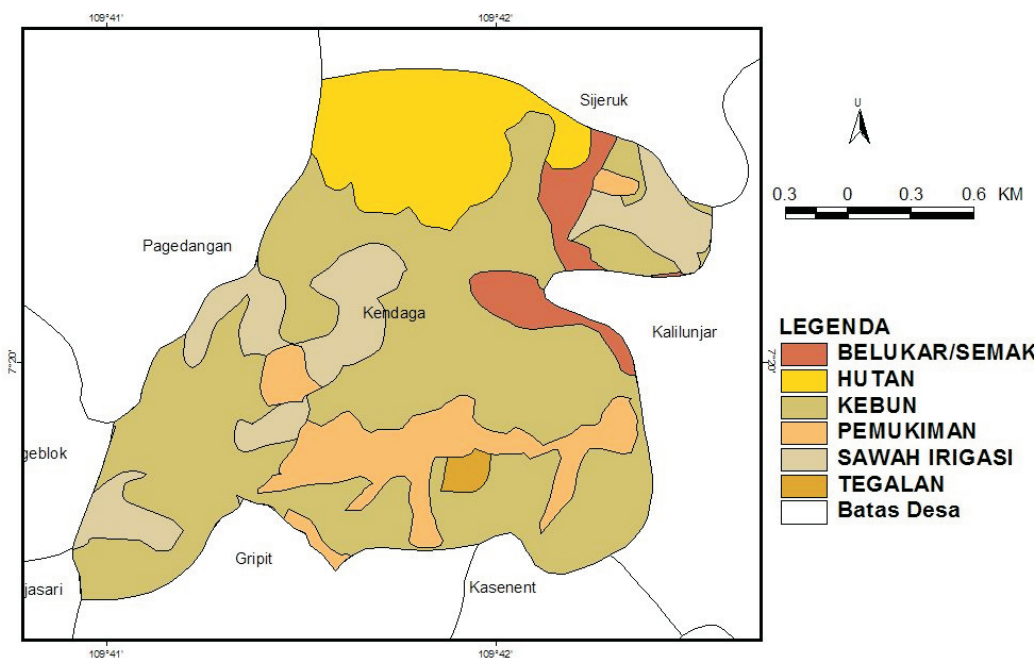 109°41'
109°42'
Sijeruk
U
0.3 0 0.3 0.6 KM
Pagedangan
Kendaga
Kalilunjar
LEGENDA
BELUKAR/SEMAK
7°20'
7°20'
HUTAN
KEBUN
PEMUKIMAN
geblok
SAWAH IRIGASI
TEGALAN
Batas Desa
Gripit
jasari
Kasenent
109°41'
109°42'